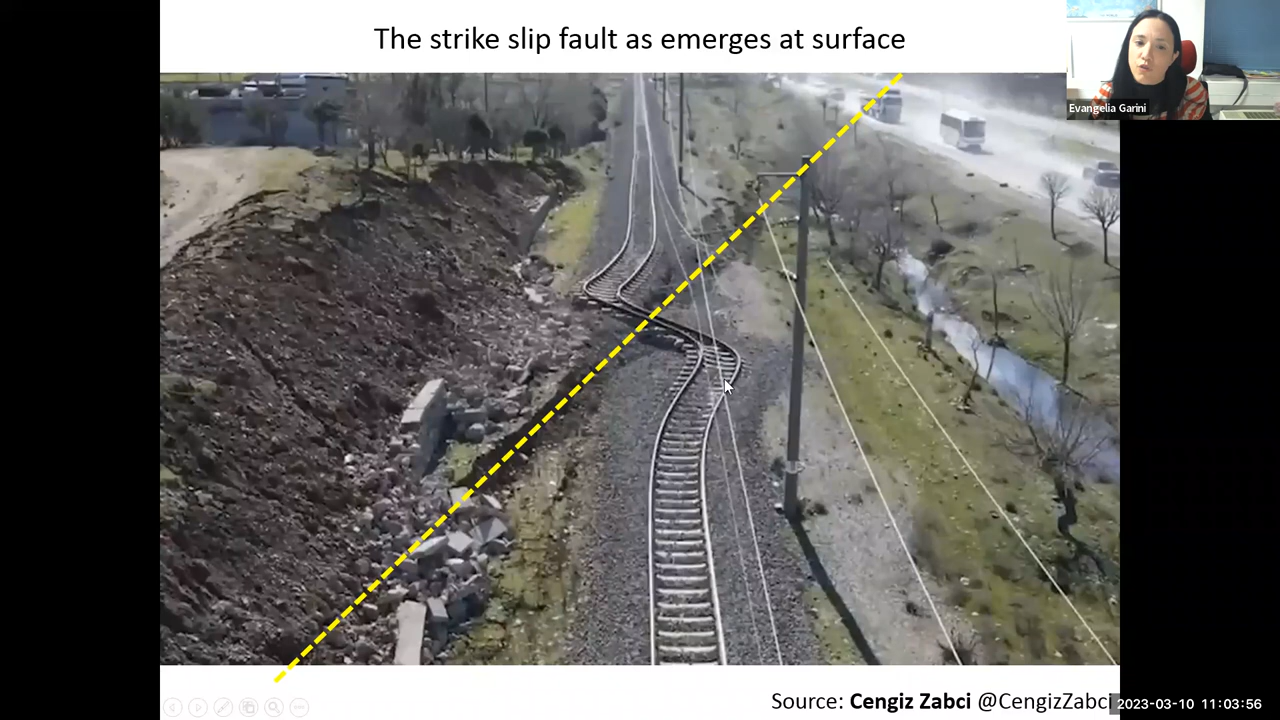 The strike slip fault as emerges at surface
Evangelia Garini
Source: Cengiz Zabci @CengizZabci
2023-03-10 11:03:56